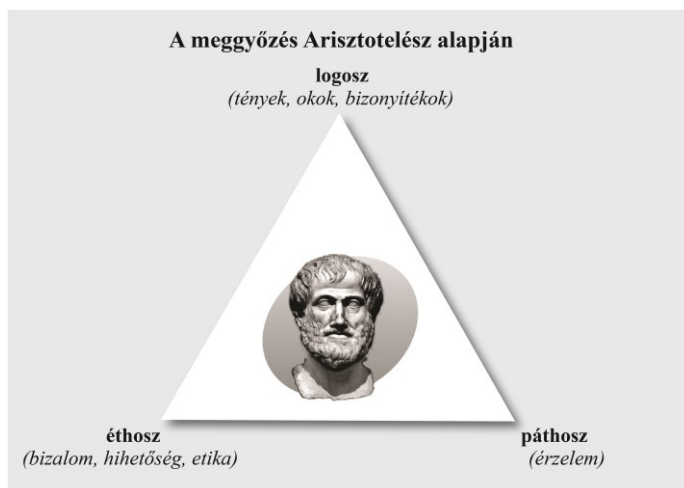 A meggyőzés Arisztotelész alapján
logosz
(tények, okok, bizonyítékok)
éthosz
(bizalom, hihetőség, etika)
páthosz
(érzelem)